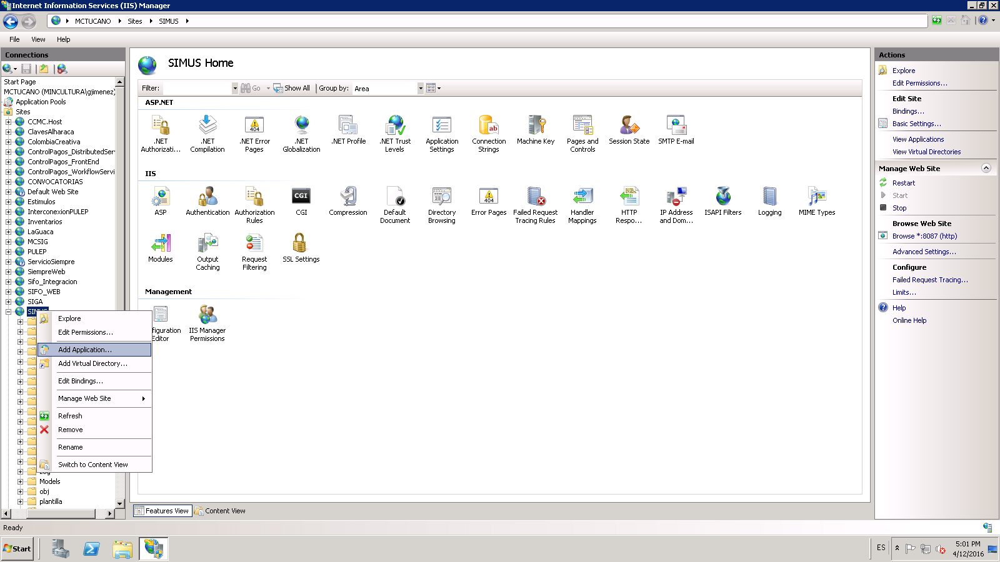 Internet Information Services (IIS) Manager
MCTUCANO Sites SIMUS
File View Help
Connections
Start Page
MCTUCANO (MINCULTURA\gjimenez)
Application Pools
Sites
CCMC.Host
ClavesAlharaca
ColombiaCreativa
ControlPagos_DistributedSer
ControlPagos_FrontEnd
ControlPagos_WorkflowServi
CONVOCATORIAS
Default Web Site
Estimulos
InterconexionPULEP
Inventarios
LaGuaca
MCSIG
PULEP
ServicioSiempre
SiempreWeb
Sifo_Integracion
SIFO_WEB
SIGA
SIMUS
Explore
Edit Permissions...
Add Application...
Add Virtual Directory...
Edit Bindings...
Manage Web Site
Refresh
Remove
Rename
Switch to Content View
Models
obj
plantilla
SIMUS Home
Filter: Go Show All Group by: Area
ASP.NET
.NET Authorizati...
.NET Compilation
.NET Error Pages
.NET Globalization
.NET Profile
.NET Trust Levels
Application Settings
Connection Strings
Machine Key
Pages and Controls
Session State
SMTP E-mail
IIS
ASP
Authentication
Authorization Rules
CGI
Compression
Default Document
Directory Browsing
Error Pages
Failed Request Tracing Rules
Handler Mappings
HTTP Respo...
IP Address and Dom...
ISAPI Filters
Logging
MIME Types
Modules
Output Caching
Request Filtering
SSL Settings
Management
figuration Editor
IIS Manager Permissions
Features View Content View
Actions
Explore
Edit Permissions...
Edit Site
Bindings...
Basic Settings...
View Applications
View Virtual Directories
Manage Web Site
Restart
Start
Stop
Browse Web Site
Browse *:8087 (http)
Advanced Settings...
Configure
Failed Request Tracing...
Limits...
Help
Online Help
Ready
Start
ES
5:01 PM
4/12/2016